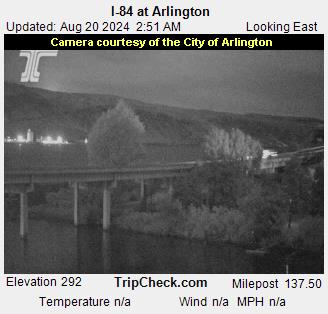 I-84 at Arlington
Updated: Aug 20 2024 2:51 AM Looking East
Camera courtesy of the City of Arlington
Elevation 292 TripCheck.com Milepost 137.50
Temperature n/a Wind n/a MPH n/a